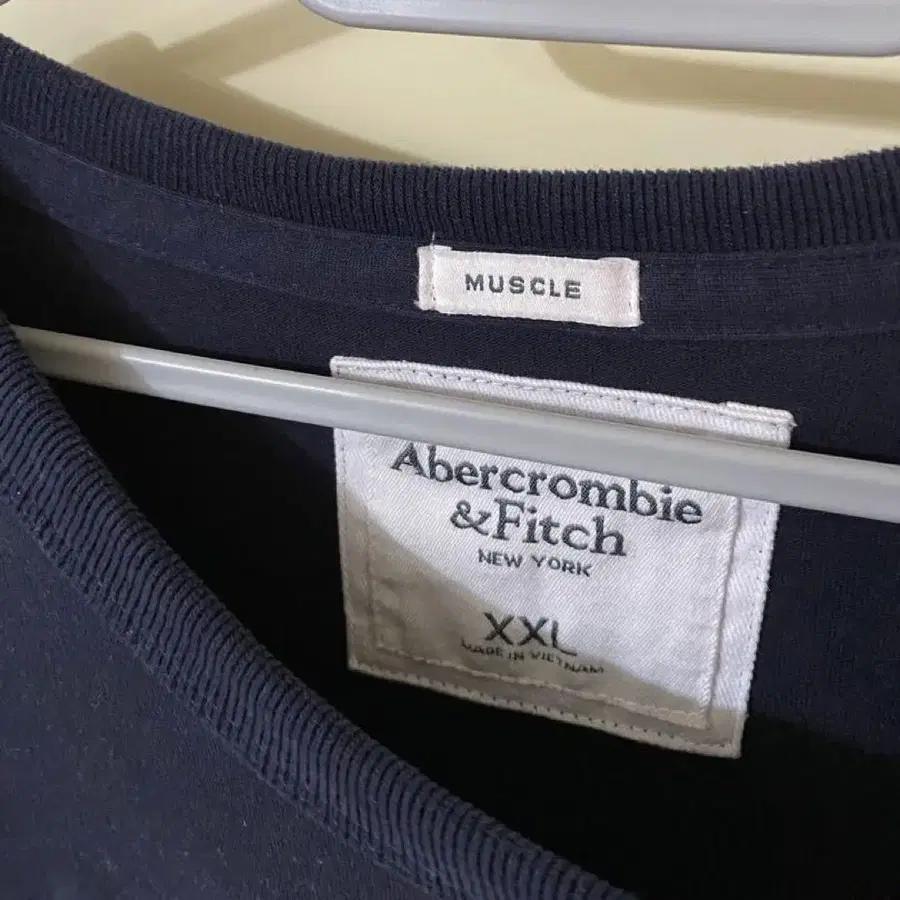 MUSCLE
Abercrombie
&Fitch
NEW YORK
XXL
MADE IN VIETNAM